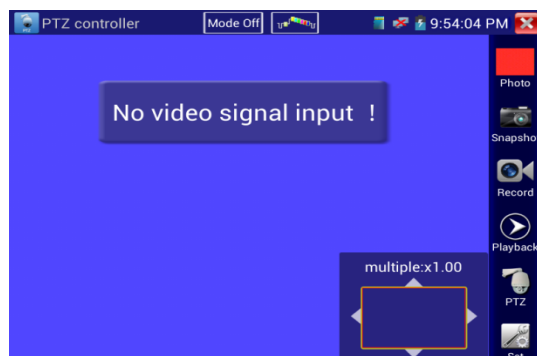 PTZ controller
Mode Off
9:54:04 PM
No video signal input !
Photo
Snapsho
Record
Playback
multiple:x1.00
PTZ
Set